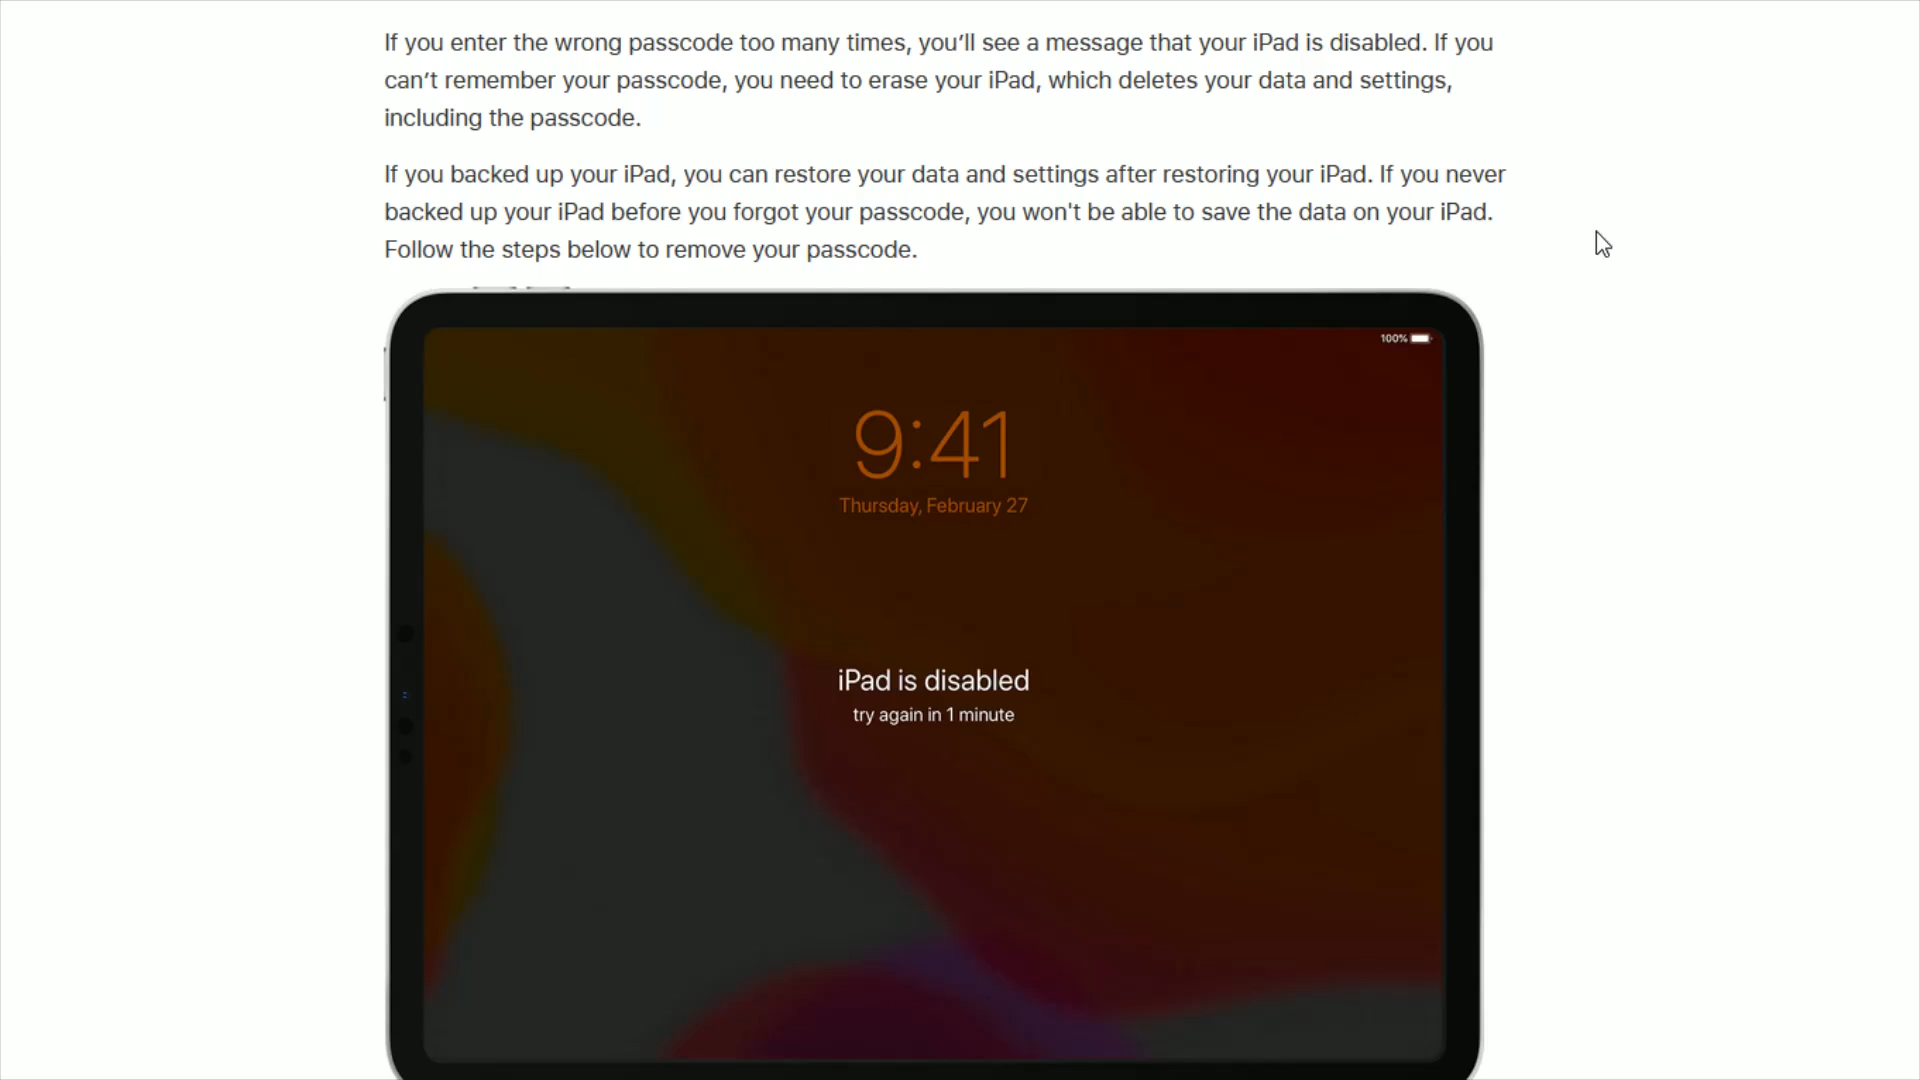 If you enter the wrong passcode too many times, you’ll see a message that your iPad is disabled. If you
can’t remember your passcode, you need to erase your iPad, which deletes your data and settings,
including the passcode.
If you backed up your iPad, you can restore your data and settings after restoring your iPad. If you never
backed up your iPad before you forgot your passcode, you won't be able to save the data on your iPad.
Follow the steps below to remove your passcode.
100%
9:41
Thursday, February 27
iPad is disabled
try again in 1 minute